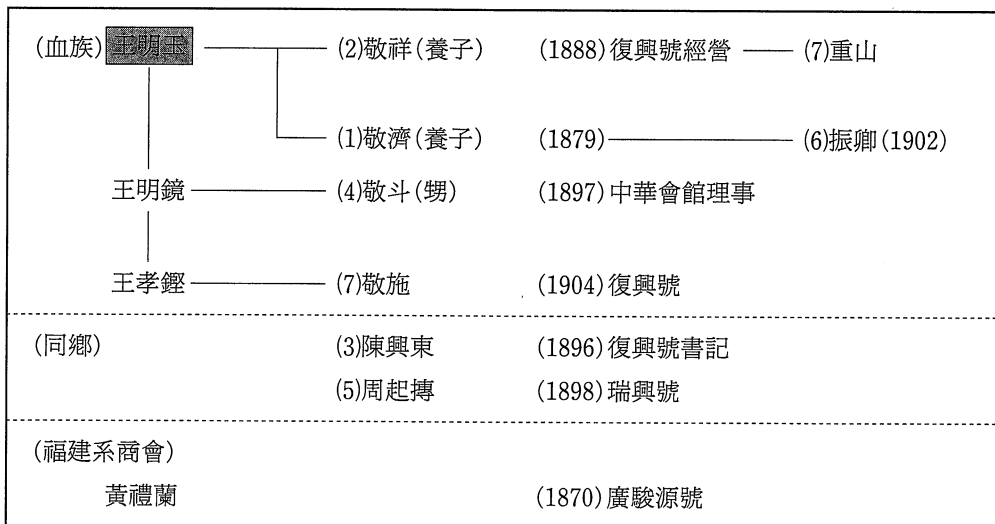 (血族) 王明玉 (2)敬祥(養子) (1888)復興號經營 (7)重山
(1)敬濟(養子) (1879) (6)振卿(1902)
王明鏡 (4)敬斗(甥) (1897)中華會館理事
王孝鏗 (7)敬施 (1904)復興號
(同鄉) (3)陳興東 (1896)復興號書記
(5)周起摶 (1898)瑞興號
(福建系商會)
黃禮蘭 (1870)廣駿源號